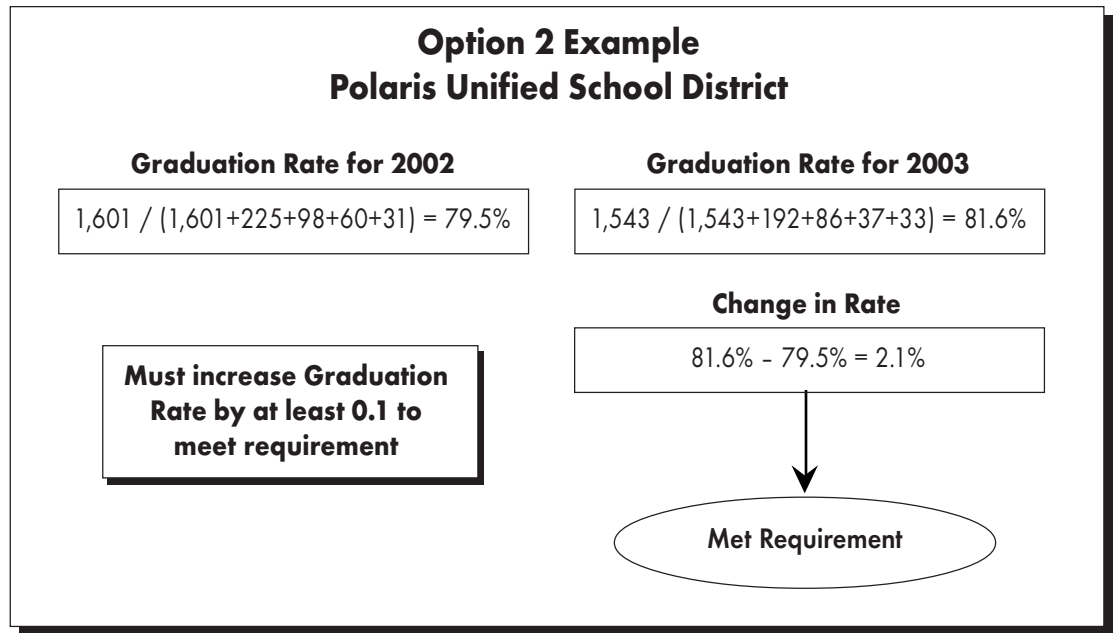 Option 2 Example
Polaris Unified School District
Graduation Rate for 2002
1,601 / (1,601+225+98+60+31) = 79.5%
Graduation Rate for 2003
1,543 / (1,543+192+86+37+33) = 81.6%
Change in Rate
81.6% – 79.5% = 2.1%
Must increase Graduation
Rate by at least 0.1 to
meet requirement
Met Requirement